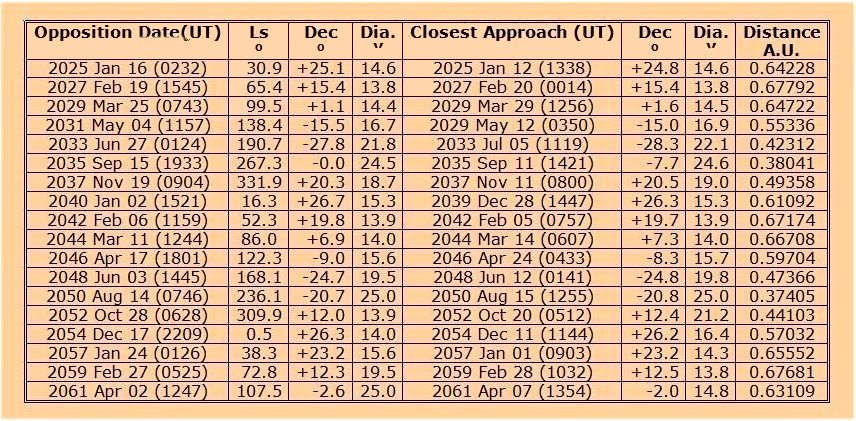 Opposition Date(UT) Ls Dec Dia. Closest Approach (UT) Dec Dia. Distance
o o " o " A.U.
2025 Jan 16 (0232) 30.9 +25.1 14.6 2025 Jan 12 (1338) +24.8 14.6 0.64228
2027 Feb 19 (1545) 65.4 +15.4 13.8 2027 Feb 20 (0014) +15.4 13.8 0.67792
2029 Mar 25 (0743) 99.5 +1.1 14.4 2029 Mar 29 (1256) +1.6 14.5 0.64722
2031 May 04 (1157) 138.4 -15.5 16.7 2029 May 12 (0350) -15.0 16.9 0.55336
2033 Jun 27 (0124) 190.7 -27.8 21.8 2033 Jul 05 (1119) -28.3 22.1 0.42312
2035 Sep 15 (1933) 267.3 -0.0 24.5 2035 Sep 11 (1421) -7.7 24.6 0.38041
2037 Nov 19 (0904) 331.9 +20.3 18.7 2037 Nov 11 (0800) +20.5 19.0 0.49358
2040 Jan 02 (1521) 16.3 +26.7 15.3 2039 Dec 28 (1447) +26.3 15.3 0.61092
2042 Feb 06 (1159) 52.3 +19.8 13.9 2042 Feb 05 (0757) +19.7 13.9 0.67174
2044 Mar 11 (1244) 86.0 +6.9 14.0 2044 Mar 14 (0607) +7.3 14.0 0.66708
2046 Apr 17 (1801) 122.3 -9.0 15.6 2046 Apr 24 (0433) -8.3 15.7 0.59704
2048 Jun 03 (1445) 168.1 -24.7 19.5 2048 Jun 12 (0141) -24.8 19.8 0.47366
2050 Aug 14 (0746) 236.1 -20.7 25.0 2050 Aug 15 (1255) -20.8 25.0 0.37405
2052 Oct 28 (0628) 309.9 +12.0 13.9 2052 Oct 20 (0512) +12.4 21.2 0.44103
2054 Dec 17 (2209) 0.5 +26.3 14.0 2054 Dec 11 (1144) +26.2 16.4 0.57032
2057 Jan 24 (0126) 38.3 +23.2 15.6 2057 Jan 01 (0903) +23.2 14.3 0.65552
2059 Feb 27 (0525) 72.8 +12.3 19.5 2059 Feb 28 (1032) +12.5 13.8 0.67681
2061 Apr 02 (1247) 107.5 -2.6 25.0 2061 Apr 07 (1354) -2.0 14.8 0.63109